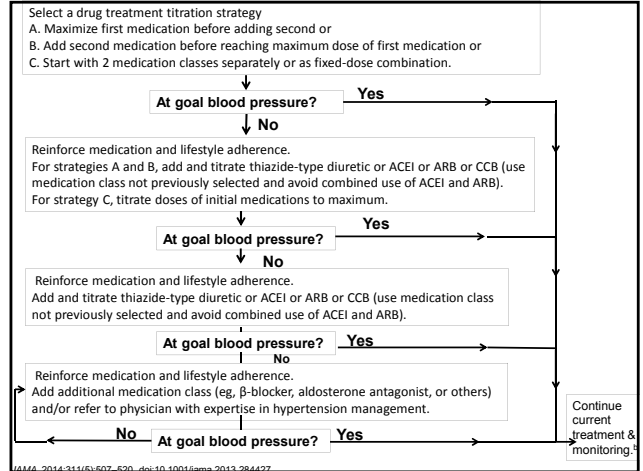 Select a drug treatment titration strategy
A. Maximize first medication before adding second or
B. Add second medication before reaching maximum dose of first medication or
C. Start with 2 medication classes separately or as fixed-dose combination.
At goal blood pressure?
Yes
No
Reinforce medication and lifestyle adherence.
For strategies A and B, add and titrate thiazide-type diuretic or ACEI or ARB or CCB (use
medication class not previously selected and avoid combined use of ACEI and ARB).
For strategy C, titrate doses of initial medications to maximum.
At goal blood pressure?
Yes
No
Reinforce medication and lifestyle adherence.
Add and titrate thiazide-type diuretic or ACEI or ARB or CCB (use medication class
not previously selected and avoid combined use of ACEI and ARB).
At goal blood pressure?
Yes
No
Reinforce medication and lifestyle adherence.
Add additional medication class (eg, β-blocker, aldosterone antagonist, or others)
and/or refer to physician with expertise in hypertension management.
No
At goal blood pressure?
Yes
Continue
current
treatment &
monitoring.b
JAMA. 2014;311(5):507-520. doi:10.1001/jama.2013.284427